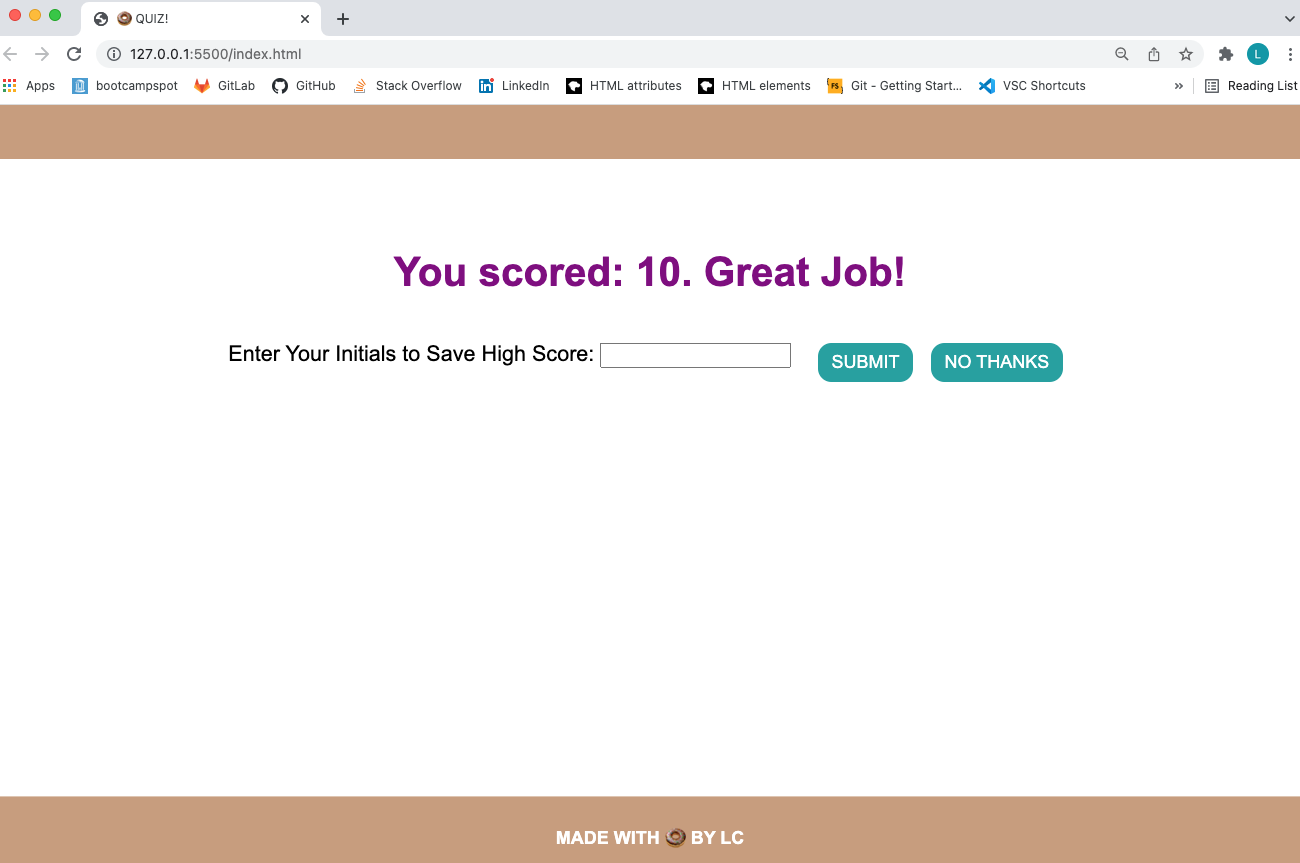 🍩 QUIZ!
127.0.0.1:5500/index.html
L
Apps bootcampspot GitLab GitHub Stack Overflow LinkedIn HTML attributes HTML elements FS Git - Getting Start... VSC Shortcuts » Reading List
You scored: 10. Great Job!
Enter Your Initials to Save High Score: SUBMIT NO THANKS
MADE WITH 🍩 BY LC